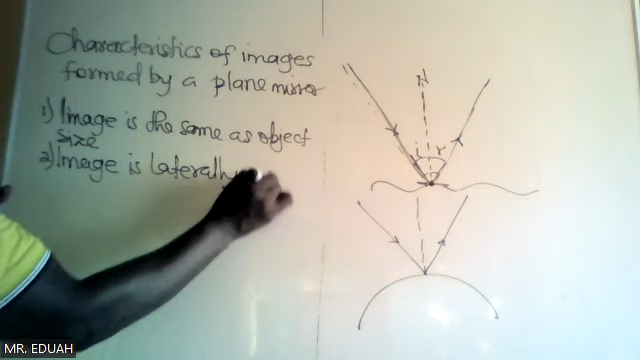 Characteristics of images
formed by a plane mirror
1) Image is the same as object
size
2) Image is laterally
N
i r
MR. EDUAH